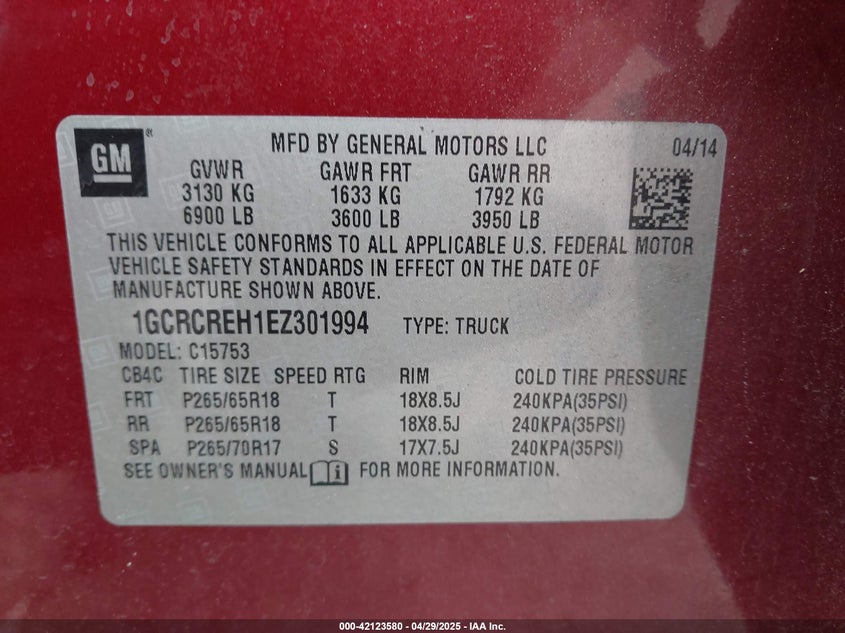 GM
MFD BY GENERAL MOTORS LLC 04/14
GVWR GAWR FRT GAWR RR
3130 KG 1633 KG 1792 KG
6900 LB 3600 LB 3950 LB
THIS VEHICLE CONFORMS TO ALL APPLICABLE U.S. FEDERAL MOTOR
VEHICLE SAFETY STANDARDS IN EFFECT ON THE DATE OF
MANUFACTURE SHOWN ABOVE.
1GCRCREH1EZ301994 TYPE: TRUCK
MODEL: C15753
CB4C TIRE SIZE SPEED RTG RIM COLD TIRE PRESSURE
FRT P265/65R18 T 18X8.5J 240KPA(35PSI)
RR P265/65R18 T 18X8.5J 240KPA(35PSI)
SPA P265/70R17 S 17X7.5J 240KPA(35PSI)
SEE OWNER'S MANUAL FOR MORE INFORMATION.
000-42123580 - 04/29/2025 - IAA Inc.